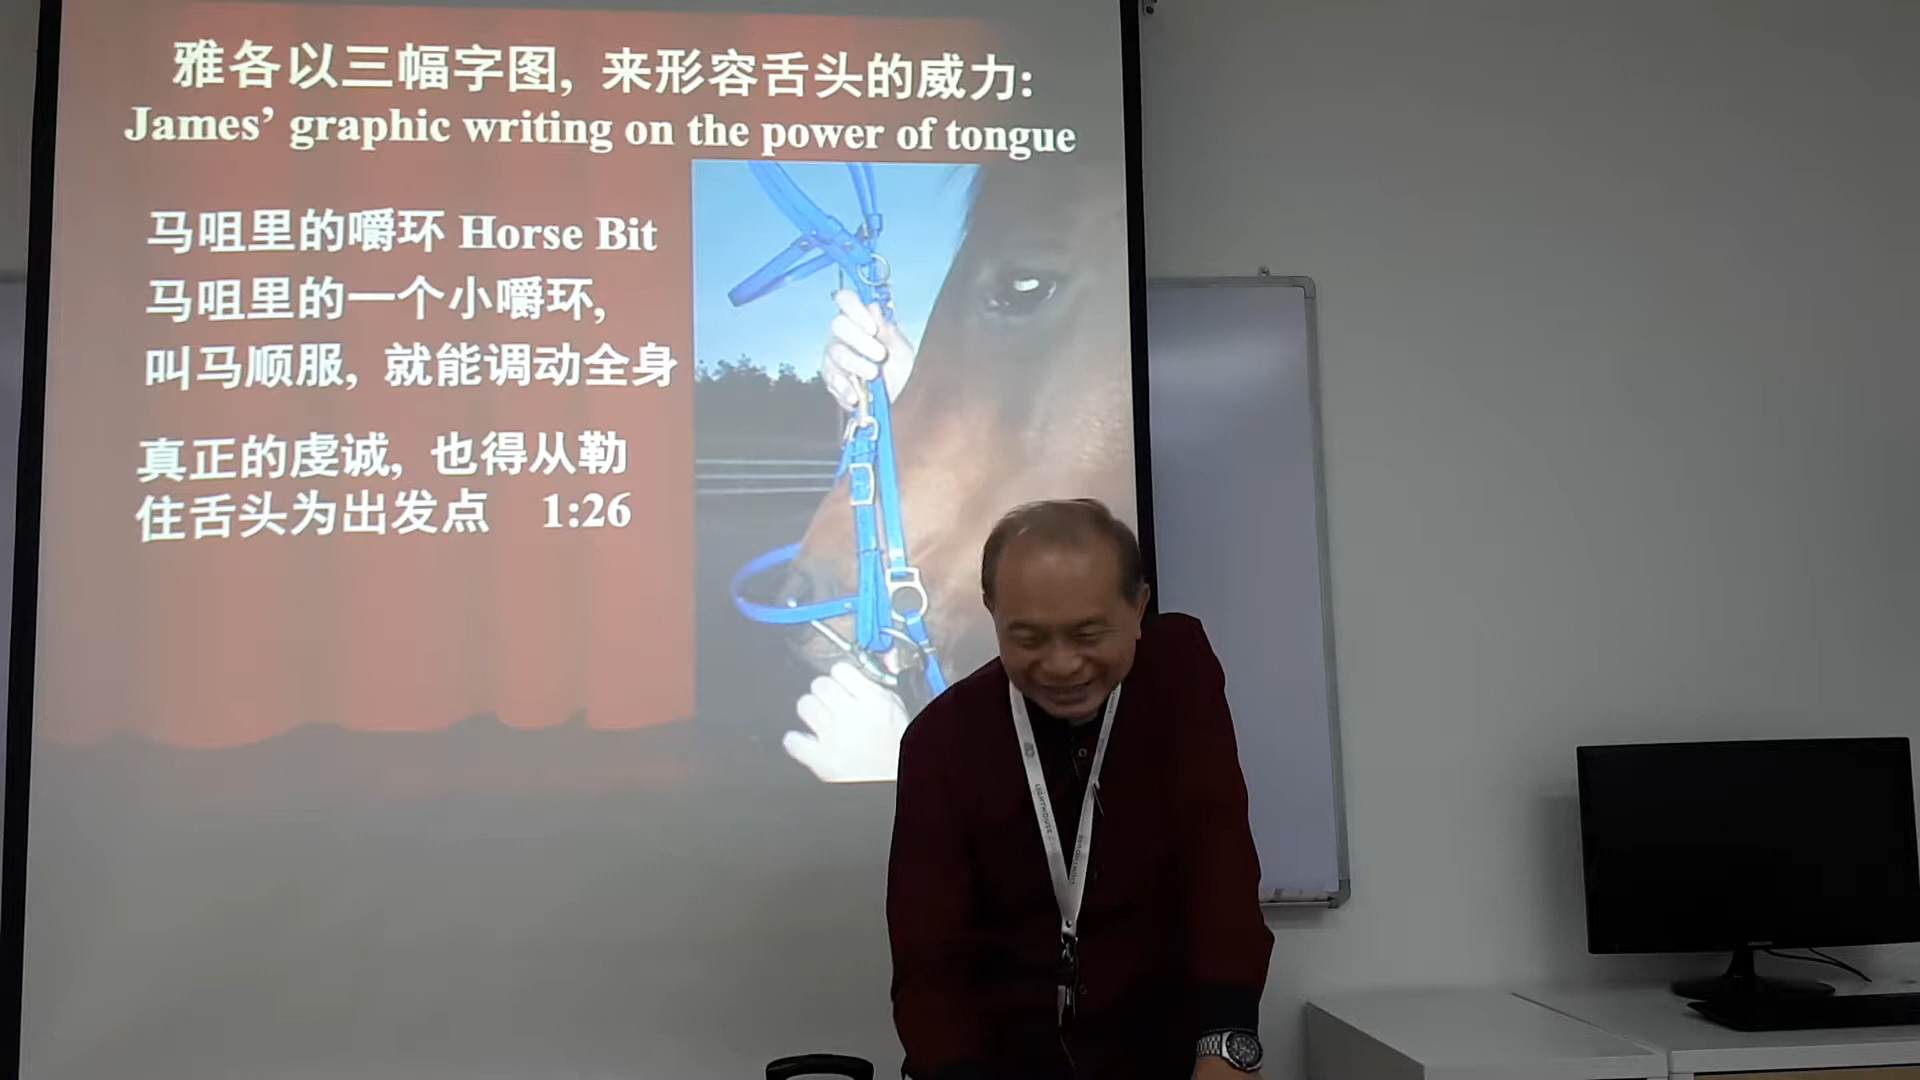 雅各以三幅字图, 来形容舌头的威力:
James’ graphic writing on the power of tongue
马咀里的嚼环 Horse Bit
马咀里的一个小嚼环,
叫马顺服, 就能调动全身
真正的虔诚, 也得从勒
住舌头为出发点 1:26
LIGHTHOUSE
SAMSUNG